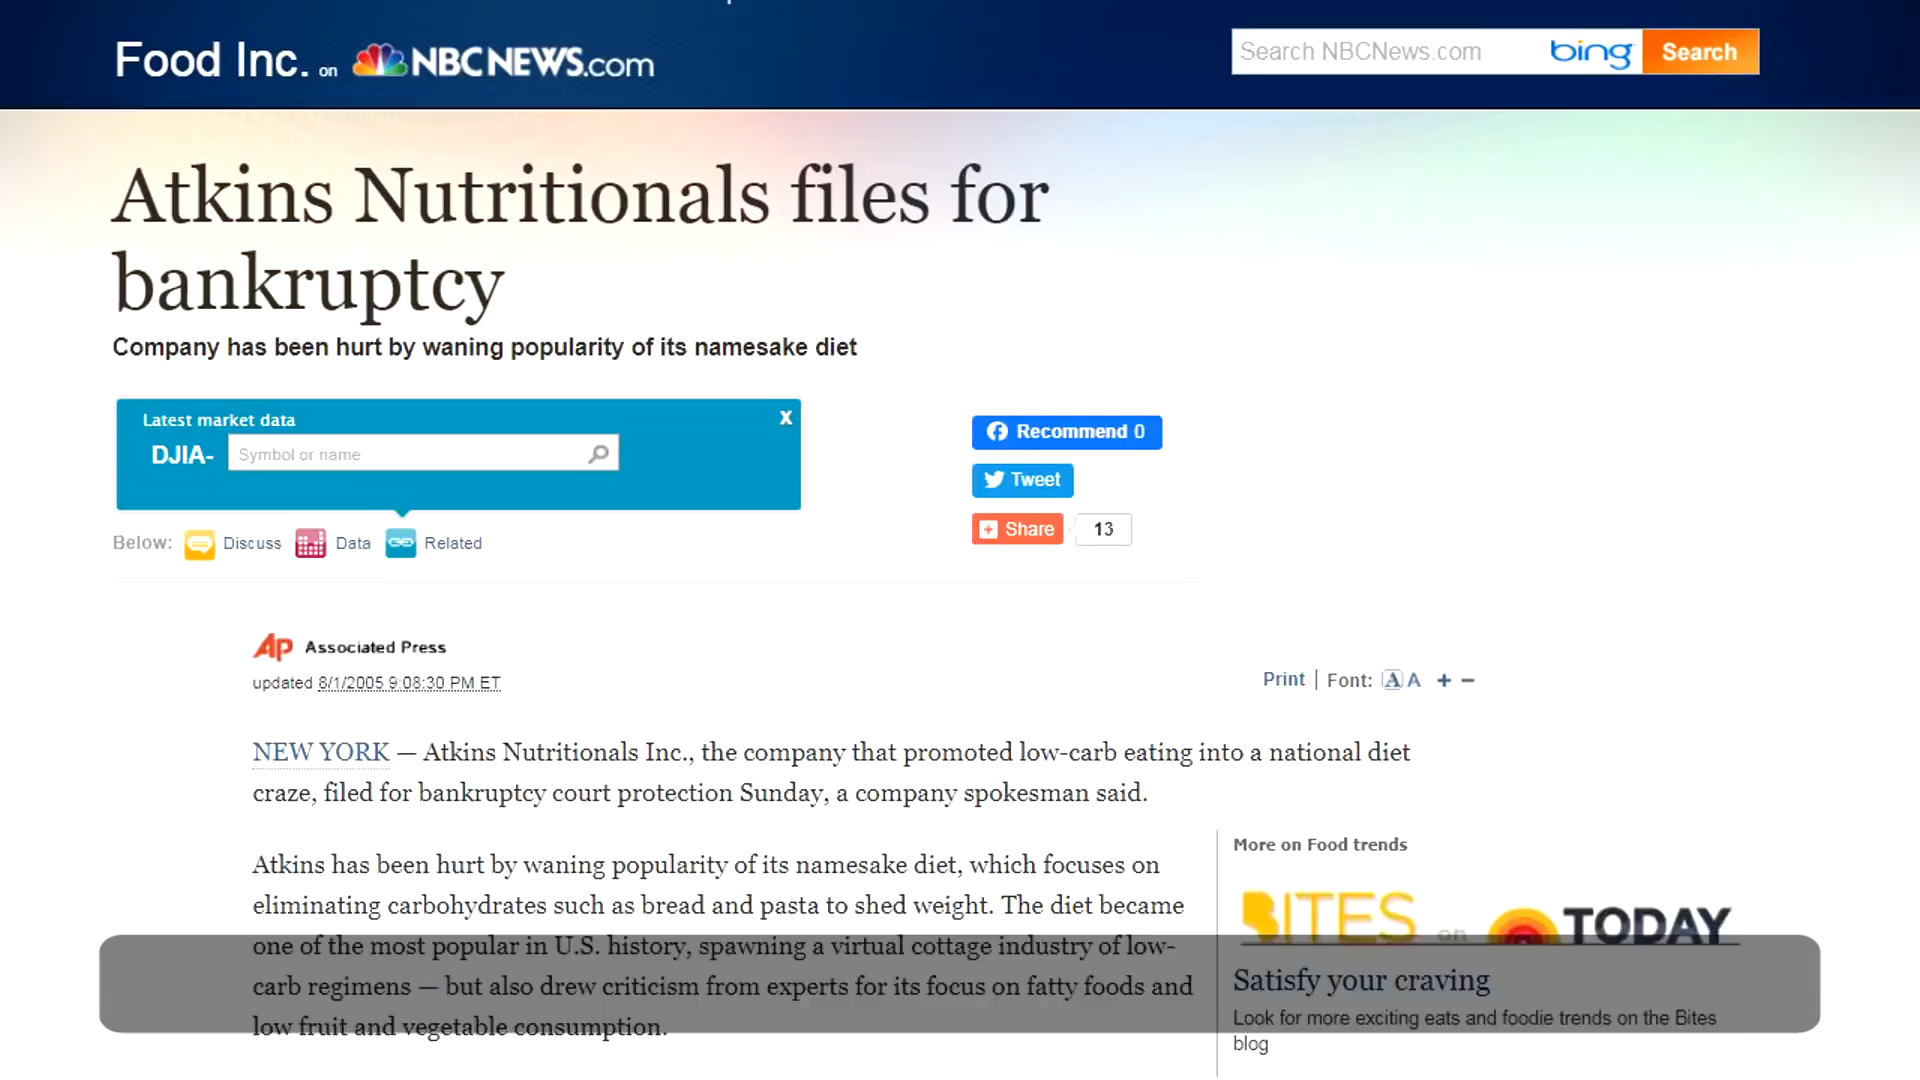 Food Inc. on NBCNEWS.com
Search NBCNews.com bing Search
Atkins Nutritionals files for
bankruptcy
Company has been hurt by waning popularity of its namesake diet
Latest market data X
DJIA- Symbol or name
Recommend 0
Tweet
Share 13
Below: Discuss Data Related
AP Associated Press
updated 8/1/2005 9:08:30 PM ET
Print | Font: A A + −
NEW YORK — Atkins Nutritionals Inc., the company that promoted low-carb eating into a national diet
craze, filed for bankruptcy court protection Sunday, a company spokesman said.
Atkins has been hurt by waning popularity of its namesake diet, which focuses on
eliminating carbohydrates such as bread and pasta to shed weight. The diet became
one of the most popular in U.S. history, spawning a virtual cottage industry of low-
carb regimens — but also drew criticism from experts for its focus on fatty foods and
low fruit and vegetable consumption.
More on Food trends
BITES on TODAY
Satisfy your craving
Look for more exciting eats and foodie trends on the Bites
blog